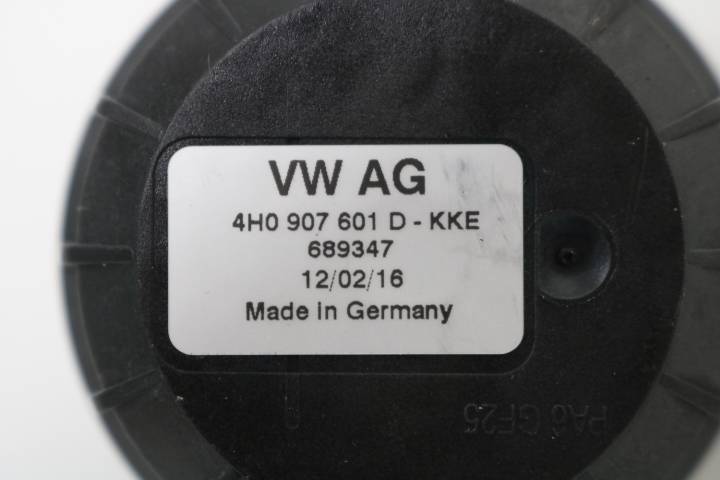 VW AG
4H0 907 601 D - KKE
689347
12/02/16
Made in Germany
PA6 GF25